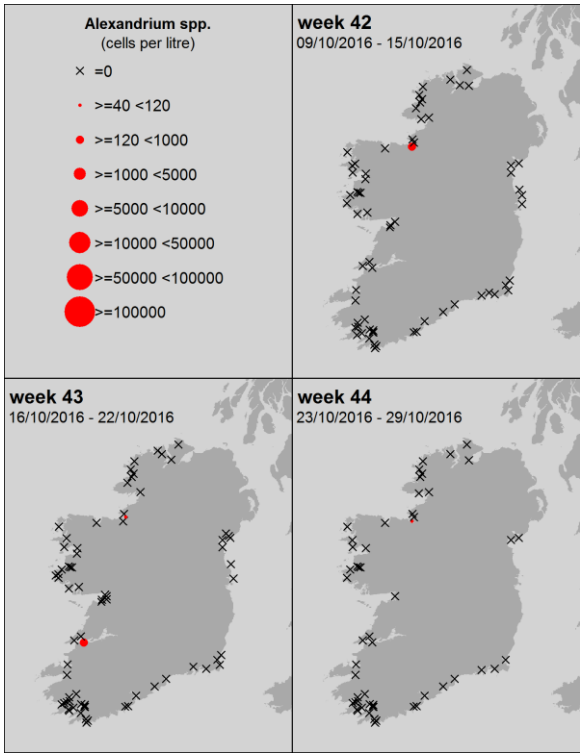 Alexandrium spp.
(cells per litre)
=0
>=40 <120
>=120 <1000
>=1000 <5000
>=5000 <10000
>=10000 <50000
>=50000 <100000
>=100000
week 42
09/10/2016 - 15/10/2016
week 43
16/10/2016 - 22/10/2016
week 44
23/10/2016 - 29/10/2016